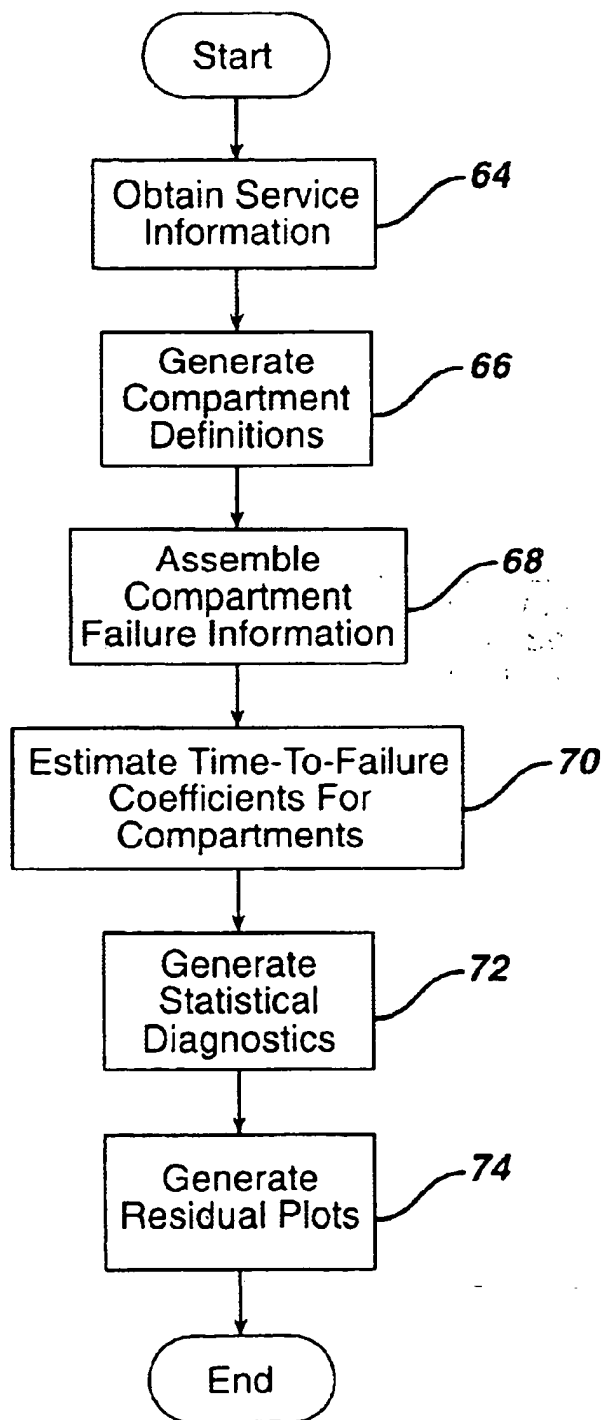 Start
Obtain Service
Information
64
Generate
Compartment
Definitions
66
Assemble
Compartment
Failure Information
68
Estimate Time-To-Failure
Coefficients For
Compartments
70
Generate
Statistical
Diagnostics
72
Generate
Residual Plots
74
End